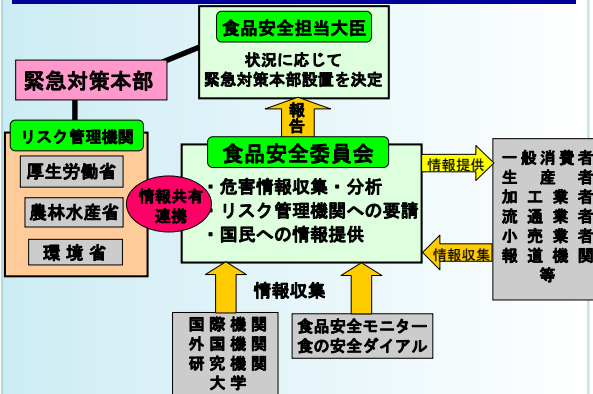 食品安全担当大臣
状況に応じて
緊急対策本部設置を決定
緊急対策本部
報告
リスク管理機関
厚生労働省
農林水産省
環境省
情報共有
連携
食品安全委員会
・危害情報収集・分析
・リスク管理機関への要請
・国民への情報提供
情報提供
情報収集
一般消費者
生産者
加工業者
流通業者
小売業者
報道機関
等
情報収集
国際機関
外国機関
研究機関
大学
食品安全モニター
食の安全ダイアル